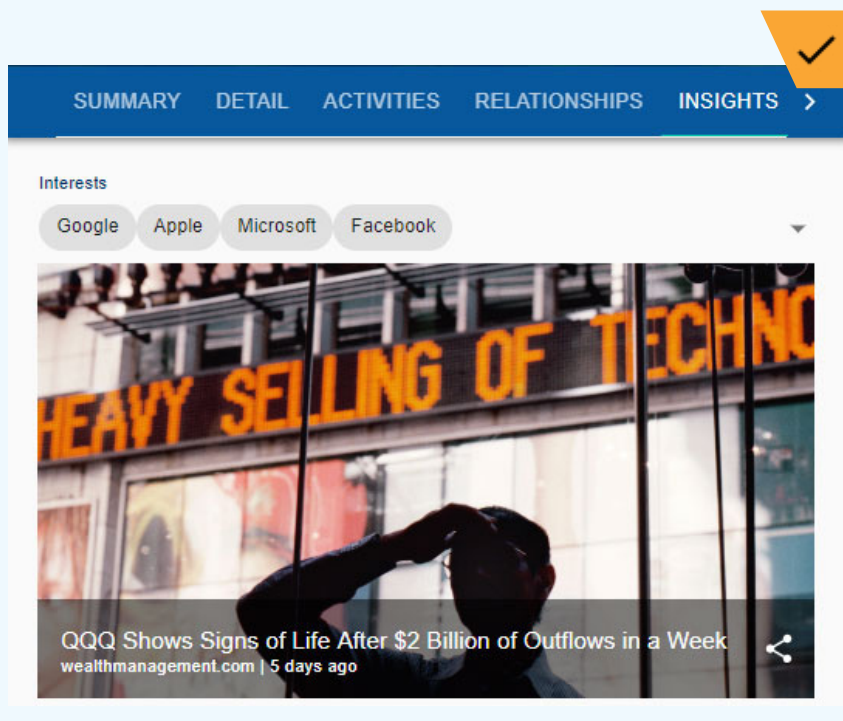 SUMMARY DETAIL ACTIVITIES RELATIONSHIPS INSIGHTS
Interests
Google Apple Microsoft Facebook
HEAVY SELLING OF TECHNO
QQQ Shows Signs of Life After $2 Billion of Outflows in a Week
wealthmanagement.com | 5 days ago